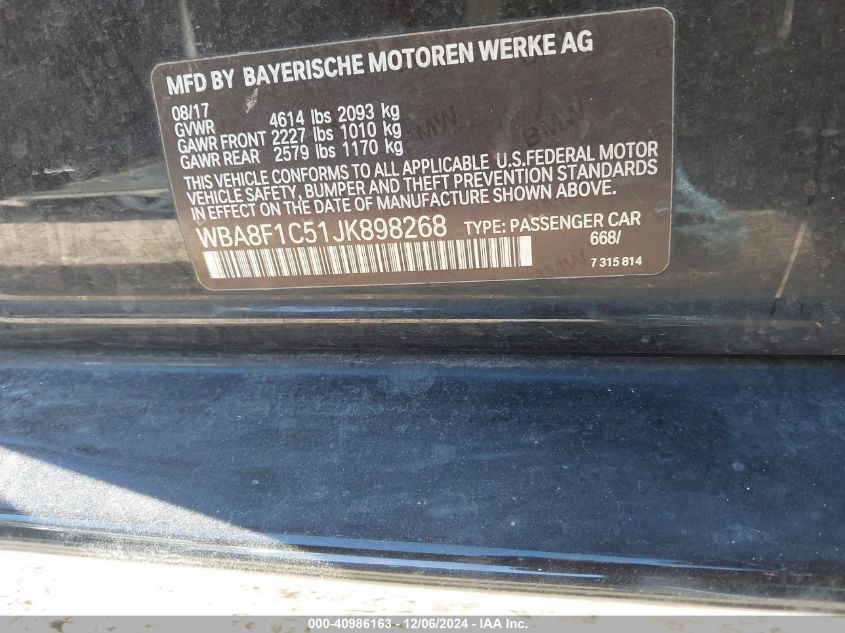 MFD BY BAYERISCHE MOTOREN WERKE AG
08/17
GVWR 4614 lbs 2093 kg
GAWR FRONT 2227 lbs 1010 kg
GAWR REAR 2579 lbs 1170 kg
THIS VEHICLE CONFORMS TO ALL APPLICABLE U.S.FEDERAL MOTOR
VEHICLE SAFETY, BUMPER AND THEFT PREVENTION STANDARDS
IN EFFECT ON THE DATE OF MANUFACTURE SHOWN ABOVE.
WBA8F1C51JK898268 TYPE: PASSENGER CAR
668/
7 315 814
000-40986163 - 12/06/2024 - IAA Inc.